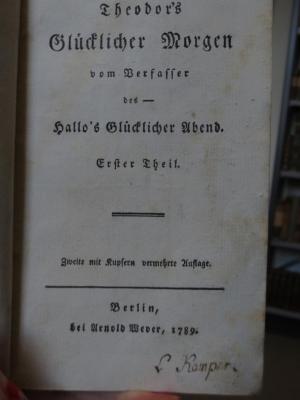 Theodor's
Glücklicher Morgen
vom Verfasser
des —
Hallo's Glücklicher Abend.
Erster Theil.
Zweite mit Kupfern vermehrte Auflage.
Berlin,
bei Arnold Wever, 1789.